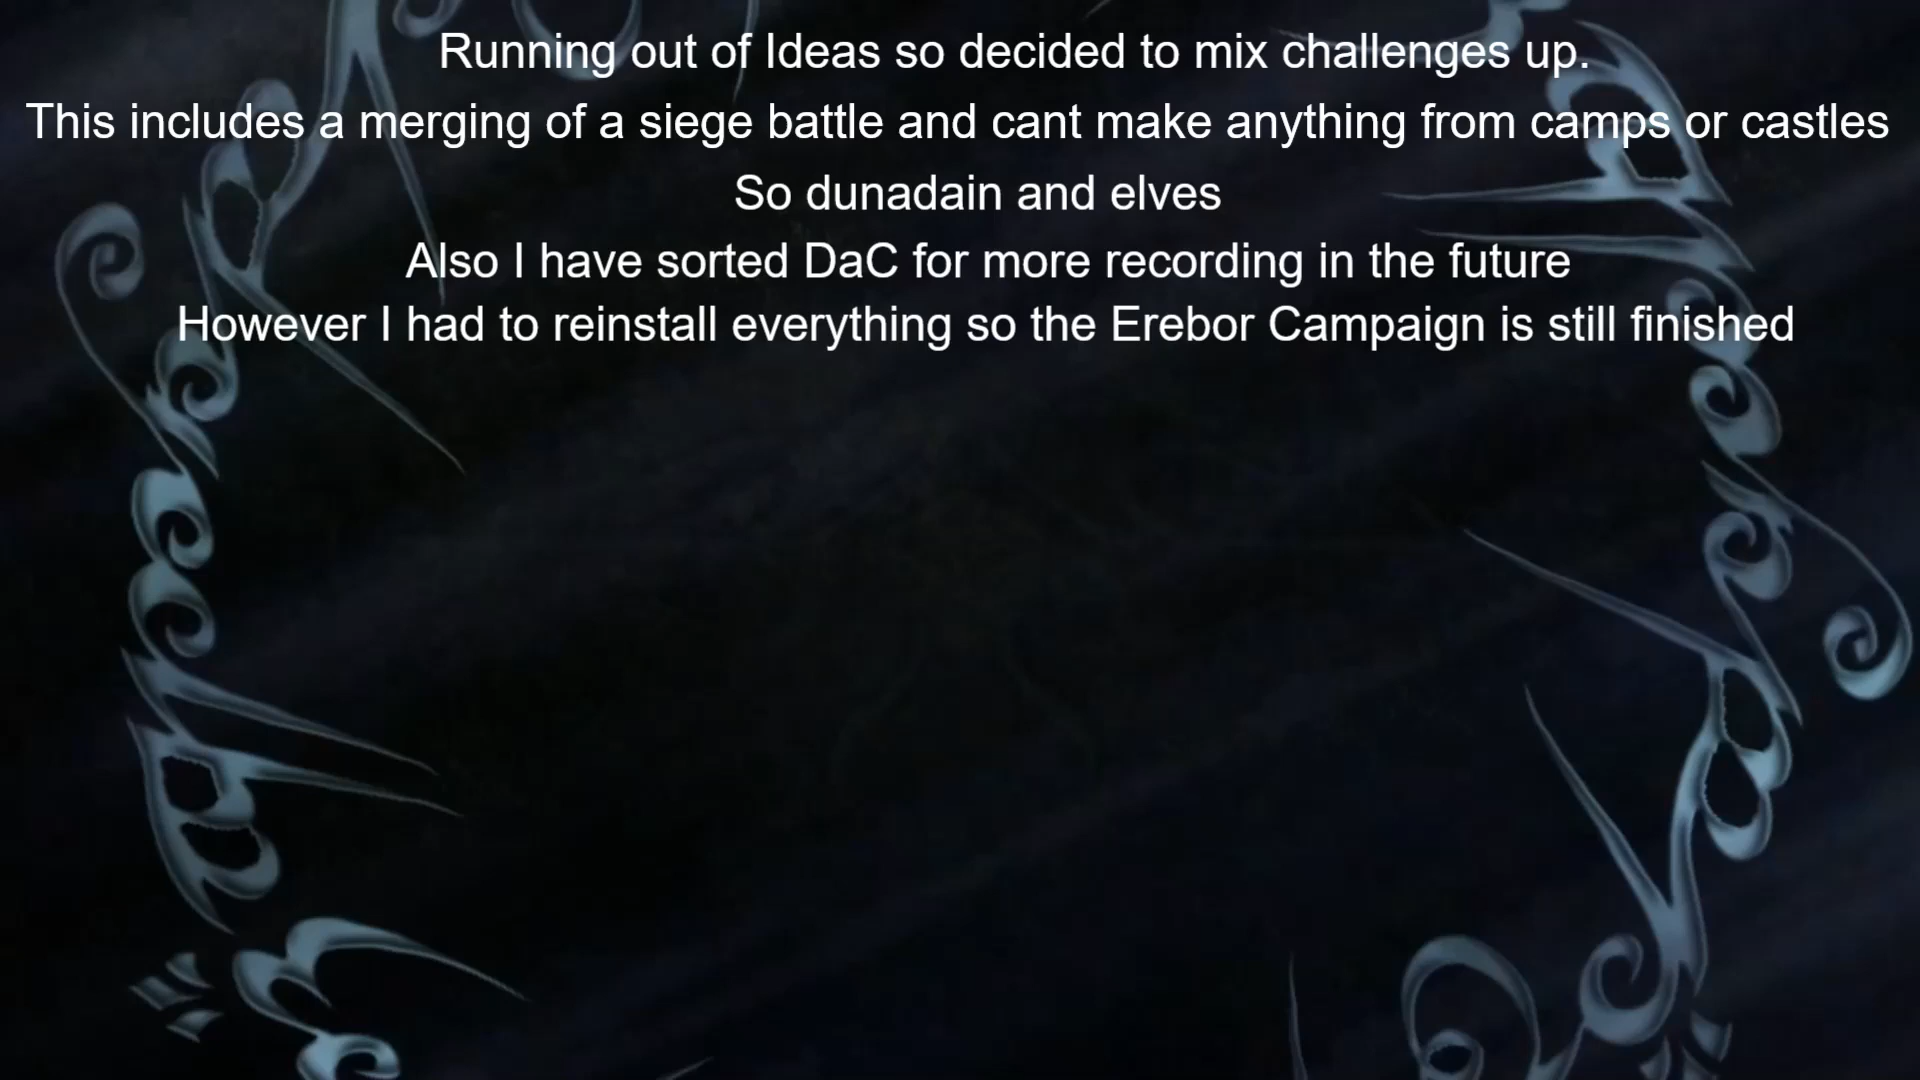 Running out of Ideas so decided to mix challenges up.
This includes a merging of a siege battle and cant make anything from camps or castles
So dunadain and elves
Also I have sorted DaC for more recording in the future
However I had to reinstall everything so the Erebor Campaign is still finished